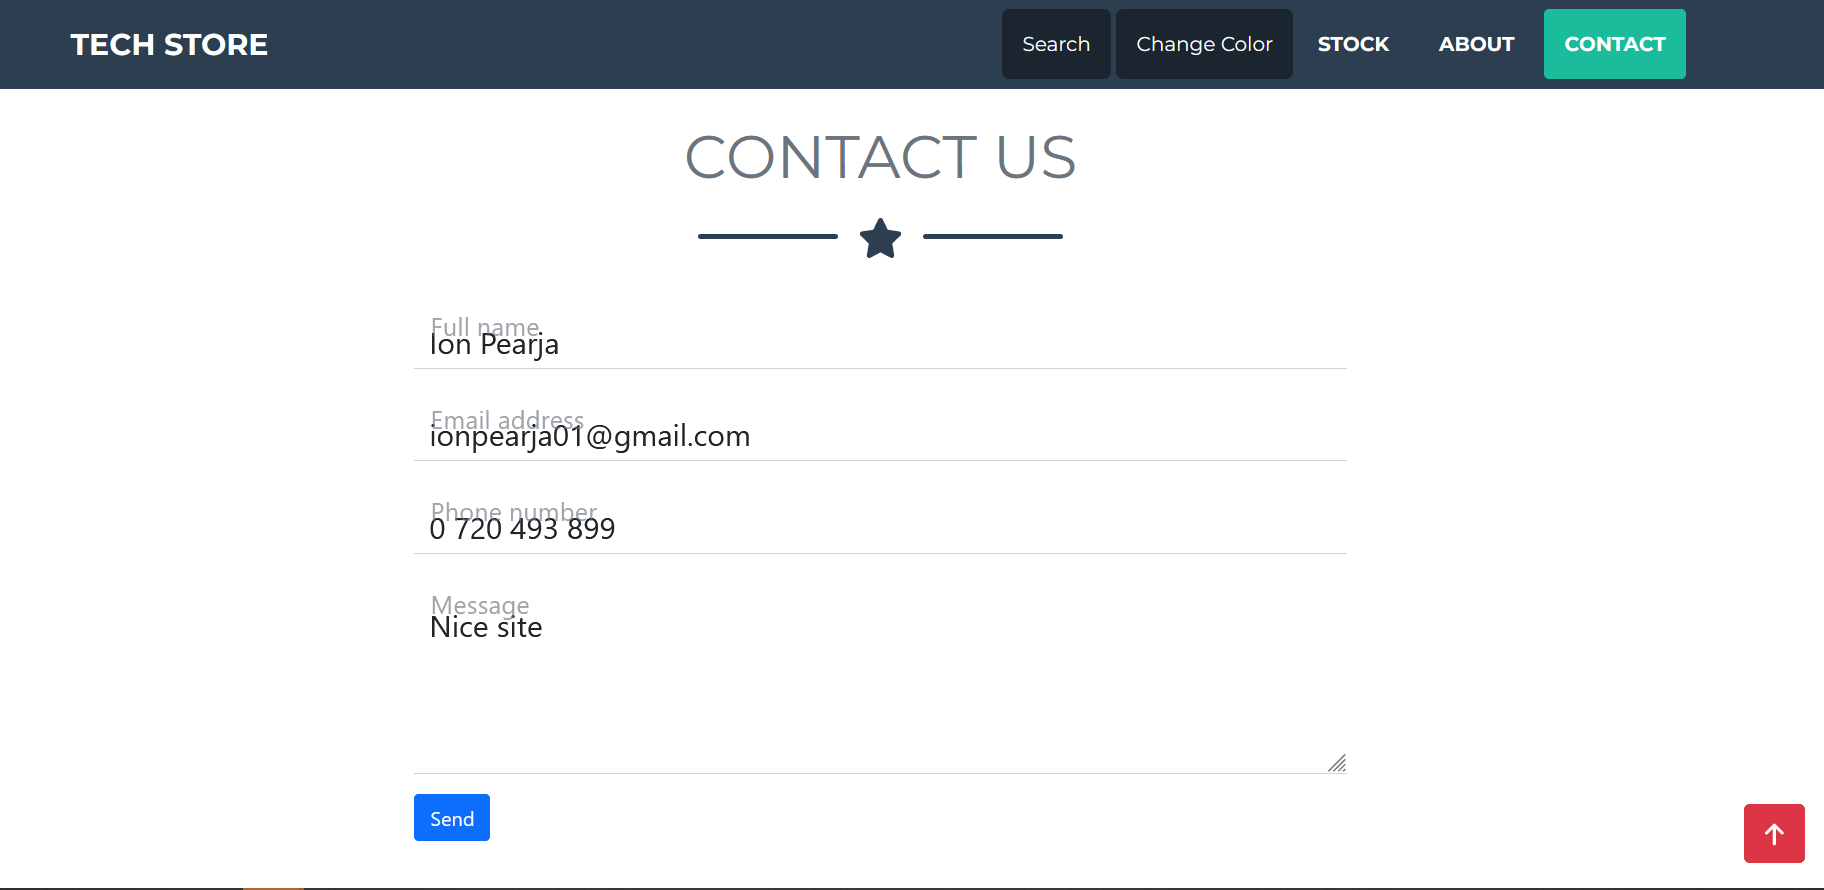 TECH STORE
Search
Change Color
STOCK
ABOUT
CONTACT
CONTACT US
Full name
Ion Pearja
Email address
ionpearja01@gmail.com
Phone number
0 720 493 899
Message
Nice site
Send